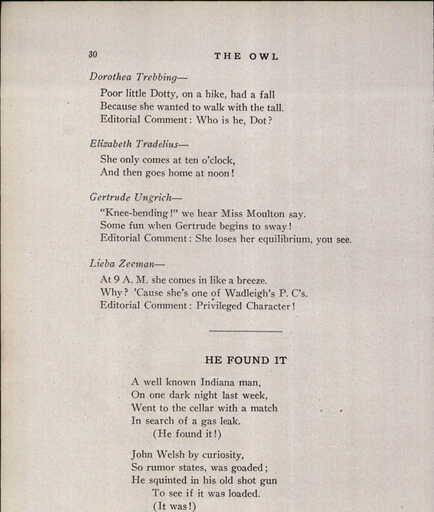 30
THE OWL
Dorothea Trebbing—
Poor little Dotty, on a hike, had a fall
Because she wanted to walk with the tall.
Editorial Comment: Who is he, Dot?
Elizabeth Tradelius—
She only comes at ten o'clock,
And then goes home at noon!
Gertrude Ungrich—
"Knee-bending!" we hear Miss Moulton say.
Some fun when Gertrude begins to sway!
Editorial Comment: She loses her equilibrium, you see.
Lieba Zeeman—
At 9 A. M. she comes in like a breeze.
Why? 'Cause she's one of Wadleigh's P. C's.
Editorial Comment: Privileged Character!
HE FOUND IT
A well known Indiana man,
On one dark night last week,
Went to the cellar with a match
In search of a gas leak.
(He found it!)
John Welsh by curiosity,
So rumor states, was goaded;
He squinted in his old shot gun
To see if it was loaded.
(It was!)